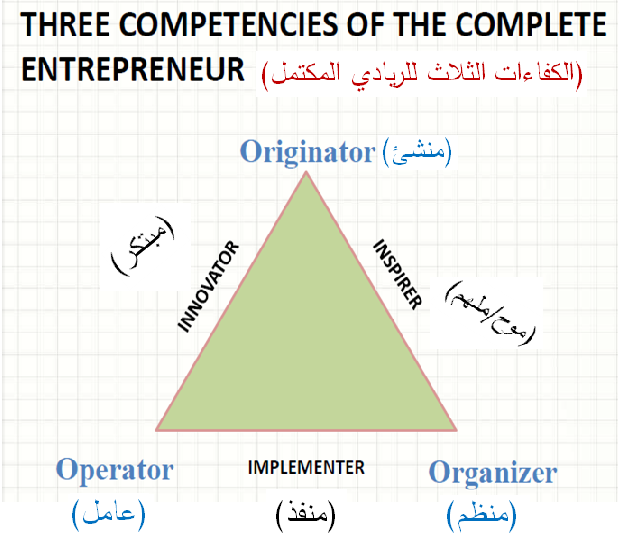 THREE COMPETENCIES OF THE COMPLETE
ENTREPRENEUR (الكفاءات الثلاث للريادي المكتمل)
Originator (منشئ)
(مبتكر)
INNOVATOR
INSPIRER
(موح/ملهم)
Operator
IMPLEMENTER
Organizer
(عامل)
(منفذ)
(منظم)